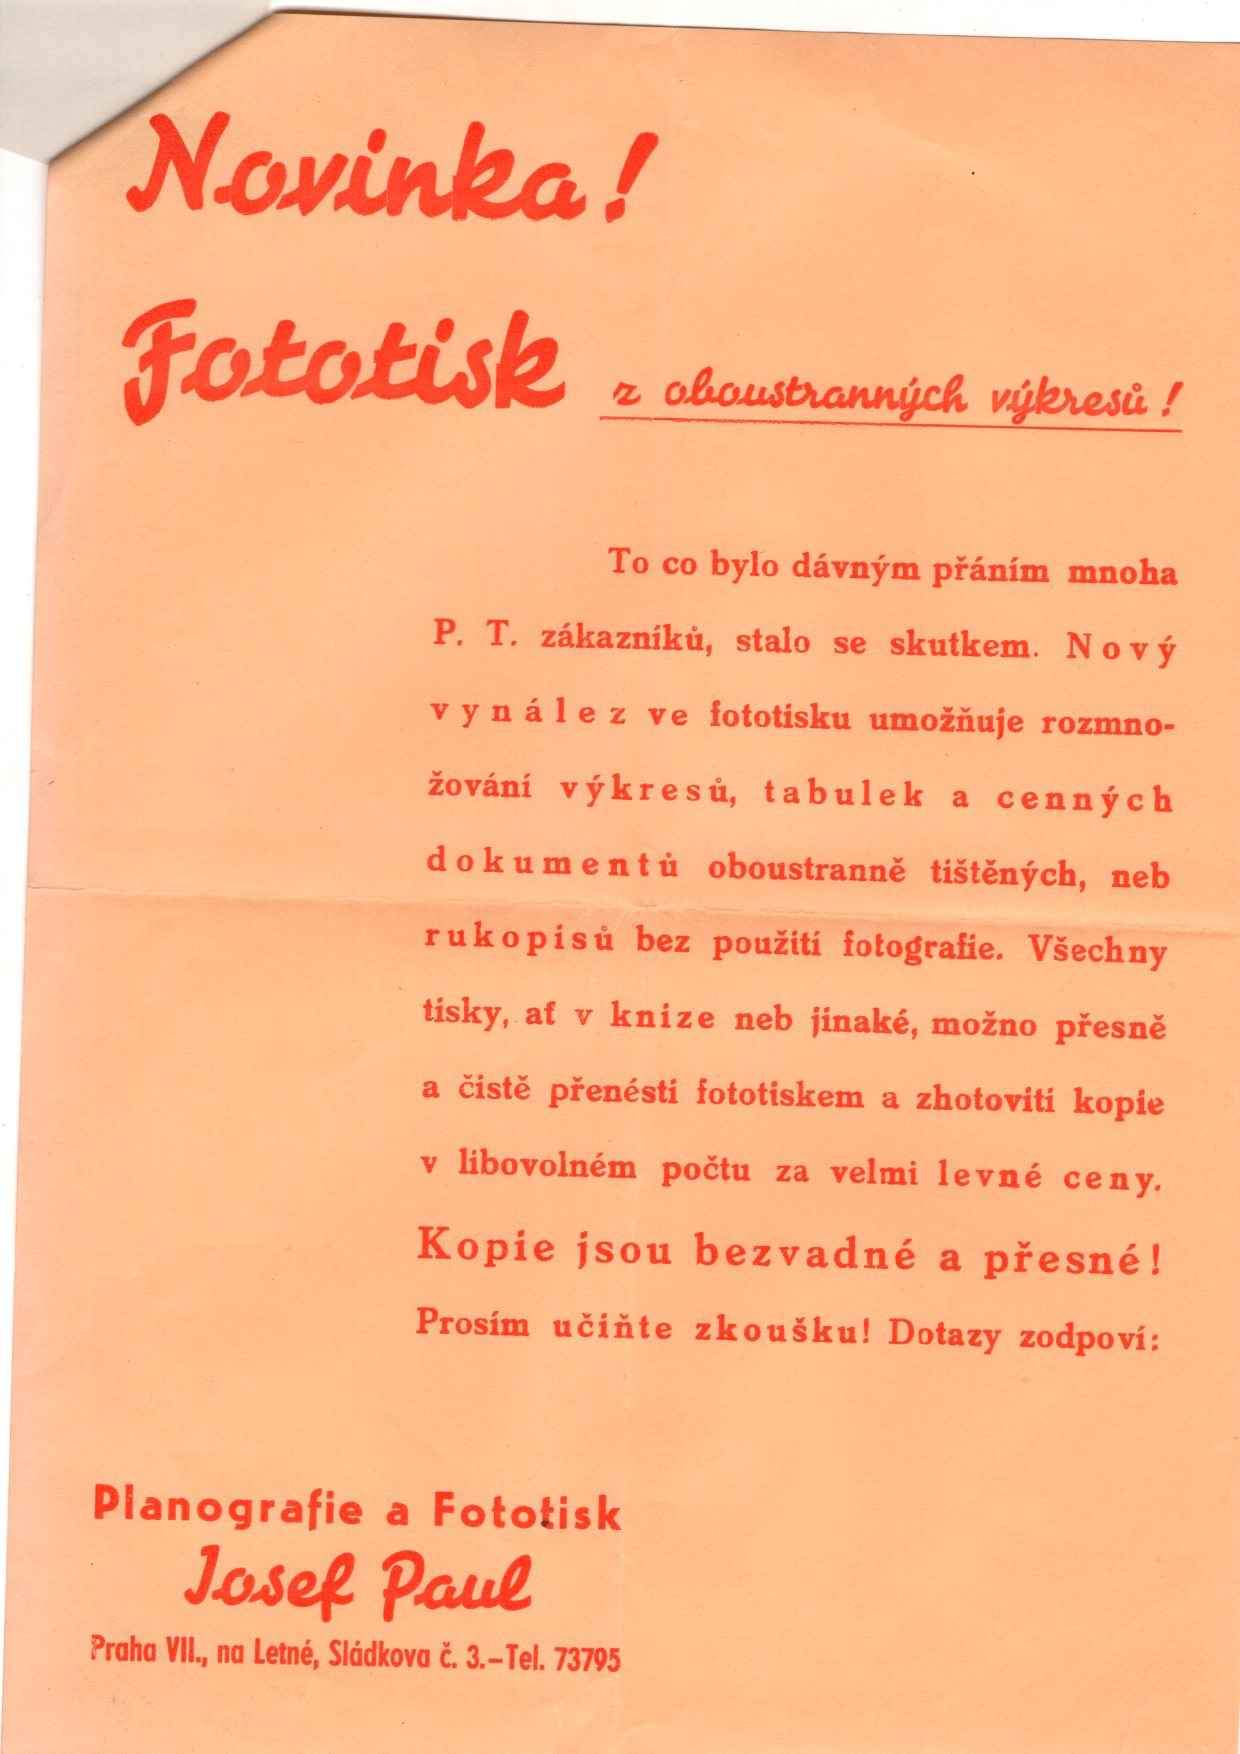 Novinka!
Fototisk z oboustranných výkresů!
To co bylo dávným přáním mnoha
P. T. zákazníků, stalo se skutkem. Nový
vynález ve fototisku umožňuje rozmno-
žování výkresů, tabulek a cenných
dokumentů oboustranně tištěných, neb
rukopisů bez použití fotografie. Všechny
tisky, ať v knize neb jinaké, možno přesně
a čistě přenésti fototiskem a zhotoviti kopie
v libovolném počtu za velmi levné ceny.
Kopie jsou bezvadné a přesné!
Prosím učiňte zkoušku! Dotazy zodpoví:
Planografie a Fototisk
Josef Paul
Praha VII., na Letné, Sládkova č. 3.–Tel. 73795